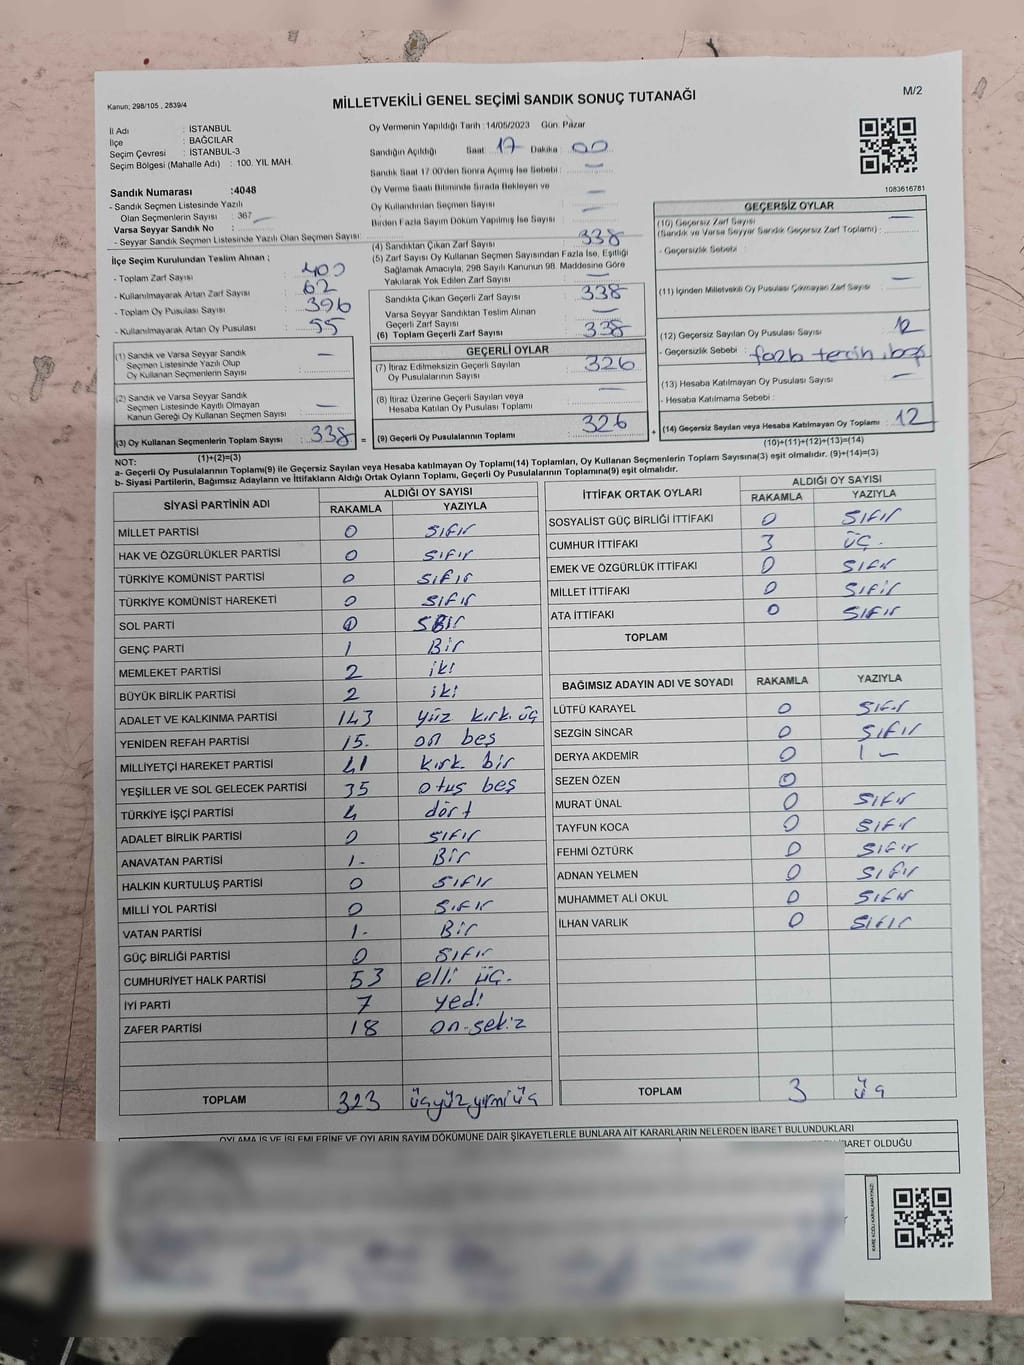 Kanun; 298/105 , 2839/4
MİLLETVEKİLİ GENEL SEÇİMİ SANDIK SONUÇ TUTANAĞI
M/2
İl Adı : İSTANBUL
İlçe : BAĞCILAR
Seçim Çevresi : İSTANBUL-3
Seçim Bölgesi (Mahalle Adı) : 100. YIL MAH.
Sandık Numarası :4048
- Sandık Seçmen Listesinde Yazılı
Olan Seçmenlerin Sayısı : 367
Varsa Seyyar Sandık No :
- Seyyar Sandık Seçmen Listesinde Yazılı Olan Seçmen Sayısı:
Oy Vermenin Yapıldığı Tarih :14/05/2023 Gün: Pazar
Sandığın Açıldığı Saat: 17 Dakika : 00
Sandık Saat 17:00'den Sonra Açılmış İse Sebebi : —
Oy Verme Saati Bitiminde Sırada Bekleyen ve
Oy Kullandırılan Seçmen Sayısı : —
Birden Fazla Sayım Döküm Yapılmış İse Sayısı : —
1083616781
İlçe Seçim Kurulundan Teslim Alınan ;
- Toplam Zarf Sayısı : 400
- Kullanılmayarak Artan Zarf Sayısı : 62
- Toplam Oy Pusulası Sayısı : 396
- Kullanılmayarak Artan Oy Pusulası : 55
(1) Sandık ve Varsa Seyyar Sandık
Seçmen Listesinde Yazılı Olup
Oy Kullanan Seçmenlerin Sayısı : —
(2) Sandık ve Varsa Seyyar Sandık
Seçmen Listesinde Kayıtlı Olmayan
Kanun Gereği Oy Kullanan Seçmen Sayısı : —
(3) Oy Kullanan Seçmenlerin Toplam Sayısı : 338 =
(1)+(2)=(3)
(4) Sandıktan Çıkan Zarf Sayısı : 338
(5) Zarf Sayısı Oy Kullanan Seçmen Sayısından Fazla İse, Eşitliği
Sağlamak Amacıyla, 298 Sayılı Kanunun 98. Maddesine Göre
Yakılarak Yok Edilen Zarf Sayısı : —
Sandıkta Çıkan Geçerli Zarf Sayısı : 338
Varsa Seyyar Sandıktan Teslim Alınan
Geçerli Zarf Sayısı : —
(6) Toplam Geçerli Zarf Sayısı : 338
GEÇERLİ OYLAR
(7) İtiraz Edilmeksizin Geçerli Sayılan
Oy Pusulalarının Sayısı : 326
(8) İtiraz Üzerine Geçerli Sayılan veya
Hesaba Katılan Oy Pusulası Toplamı : —
(9) Geçerli Oy Pusulalarının Toplamı : 326 +
GEÇERSİZ OYLAR
(10) Geçersiz Zarf Sayısı
(Sandık ve Varsa Seyyar Sandık Geçersiz Zarf Toplamı) : —
- Geçersizlik Sebebi :
(11) İçinden Milletvekili Oy Pusulası Çıkmayan Zarf Sayısı : —
(12) Geçersiz Sayılan Oy Pusulası Sayısı : 12
- Geçersizlik Sebebi :
(13) Hesaba Katılmayan Oy Pusulası Sayısı : —
- Hesaba Katılmama Sebebi :
(14) Geçersiz Sayılan veya Hesaba Katılmayan Oy Toplamı : 12
(10)+(11)+(12)+(13)=(14)
NOT:
a- Geçerli Oy Pusulalarının Toplamı(9) ile Geçersiz Sayılan veya Hesaba katılmayan Oy Toplamı(14) Toplamları, Oy Kullanan Seçmenlerin Toplam Sayısına(3) eşit olmalıdır. (9)+(14)=(3)
b- Siyasi Partilerin, Bağımsız Adayların ve İttifakların Aldığı Ortak Oyların Toplamı, Geçerli Oy Pusulalarının Toplamına(9) eşit olmalıdır.
SİYASİ PARTİNİN ADI ALDIĞI OY SAYISI
RAKAMLA YAZIYLA
MİLLET PARTİSİ 0 Sıfır
HAK VE ÖZGÜRLÜKLER PARTİSİ 0 Sıfır
TÜRKİYE KOMÜNİST PARTİSİ 0 Sıfır
TÜRKİYE KOMÜNİST HAREKETİ 0 Sıfır
SOL PARTİ
GENÇ PARTİ 1 Bir
MEMLEKET PARTİSİ 2 iki
BÜYÜK BİRLİK PARTİSİ 2 iki
ADALET VE KALKINMA PARTİSİ 143 yüz kırk üç
YENİDEN REFAH PARTİSİ 15. on beş
MİLLİYETÇİ HAREKET PARTİSİ 41 kırk bir
YEŞİLLER VE SOL GELECEK PARTİSİ 35 otuz beş
TÜRKİYE İŞÇİ PARTİSİ 4 dört
ADALET BİRLİK PARTİSİ 0 Sıfır
ANAVATAN PARTİSİ 1- Bir
HALKIN KURTULUŞ PARTİSİ 0 Sıfır
MİLLİ YOL PARTİSİ 0 Sıfır
VATAN PARTİSİ 1- Bir
GÜÇ BİRLİĞİ PARTİSİ 0 Sıfır
CUMHURİYET HALK PARTİSİ 53 elli üç.
İYİ PARTİ 7 yedi
ZAFER PARTİSİ 18 on-sekiz
TOPLAM 323 üçyüz yirmi üç
İTTİFAK ORTAK OYLARI ALDIĞI OY SAYISI
RAKAMLA YAZIYLA
SOSYALİST GÜÇ BİRLİĞİ İTTİFAKI 0 Sıfır
CUMHUR İTTİFAKI 3 üç.
EMEK VE ÖZGÜRLÜK İTTİFAKI 0 Sıfır
MİLLET İTTİFAKI 0 Sıfır
ATA İTTİFAKI 0 Sıfır
TOPLAM
BAĞIMSIZ ADAYIN ADI VE SOYADI RAKAMLA YAZIYLA
LÜTFÜ KARAYEL 0 Sıfır
SEZGİN SİNCAR 0 Sıfır
DERYA AKDEMİR 0 1 —
SEZEN ÖZEN 0
MURAT ÜNAL 0 Sıfır
TAYFUN KOCA 0 Sıfır
FEHMİ ÖZTÜRK 0 Sıfır
ADNAN YELMEN 0 Sıfır
MUHAMMET ALİ OKUL 0 Sıfır
İLHAN VARLIK 0 Sıfır
TOPLAM 3 üç
OYLAMA İŞ VE İŞLEMLERİNE VE OYLARIN SAYIM DÖKÜMÜNE DAİR ŞİKAYETLERLE BUNLARA AİT KARARLARIN NELERDEN İBARET BULUNDUKLARI
İBARET OLDUĞU